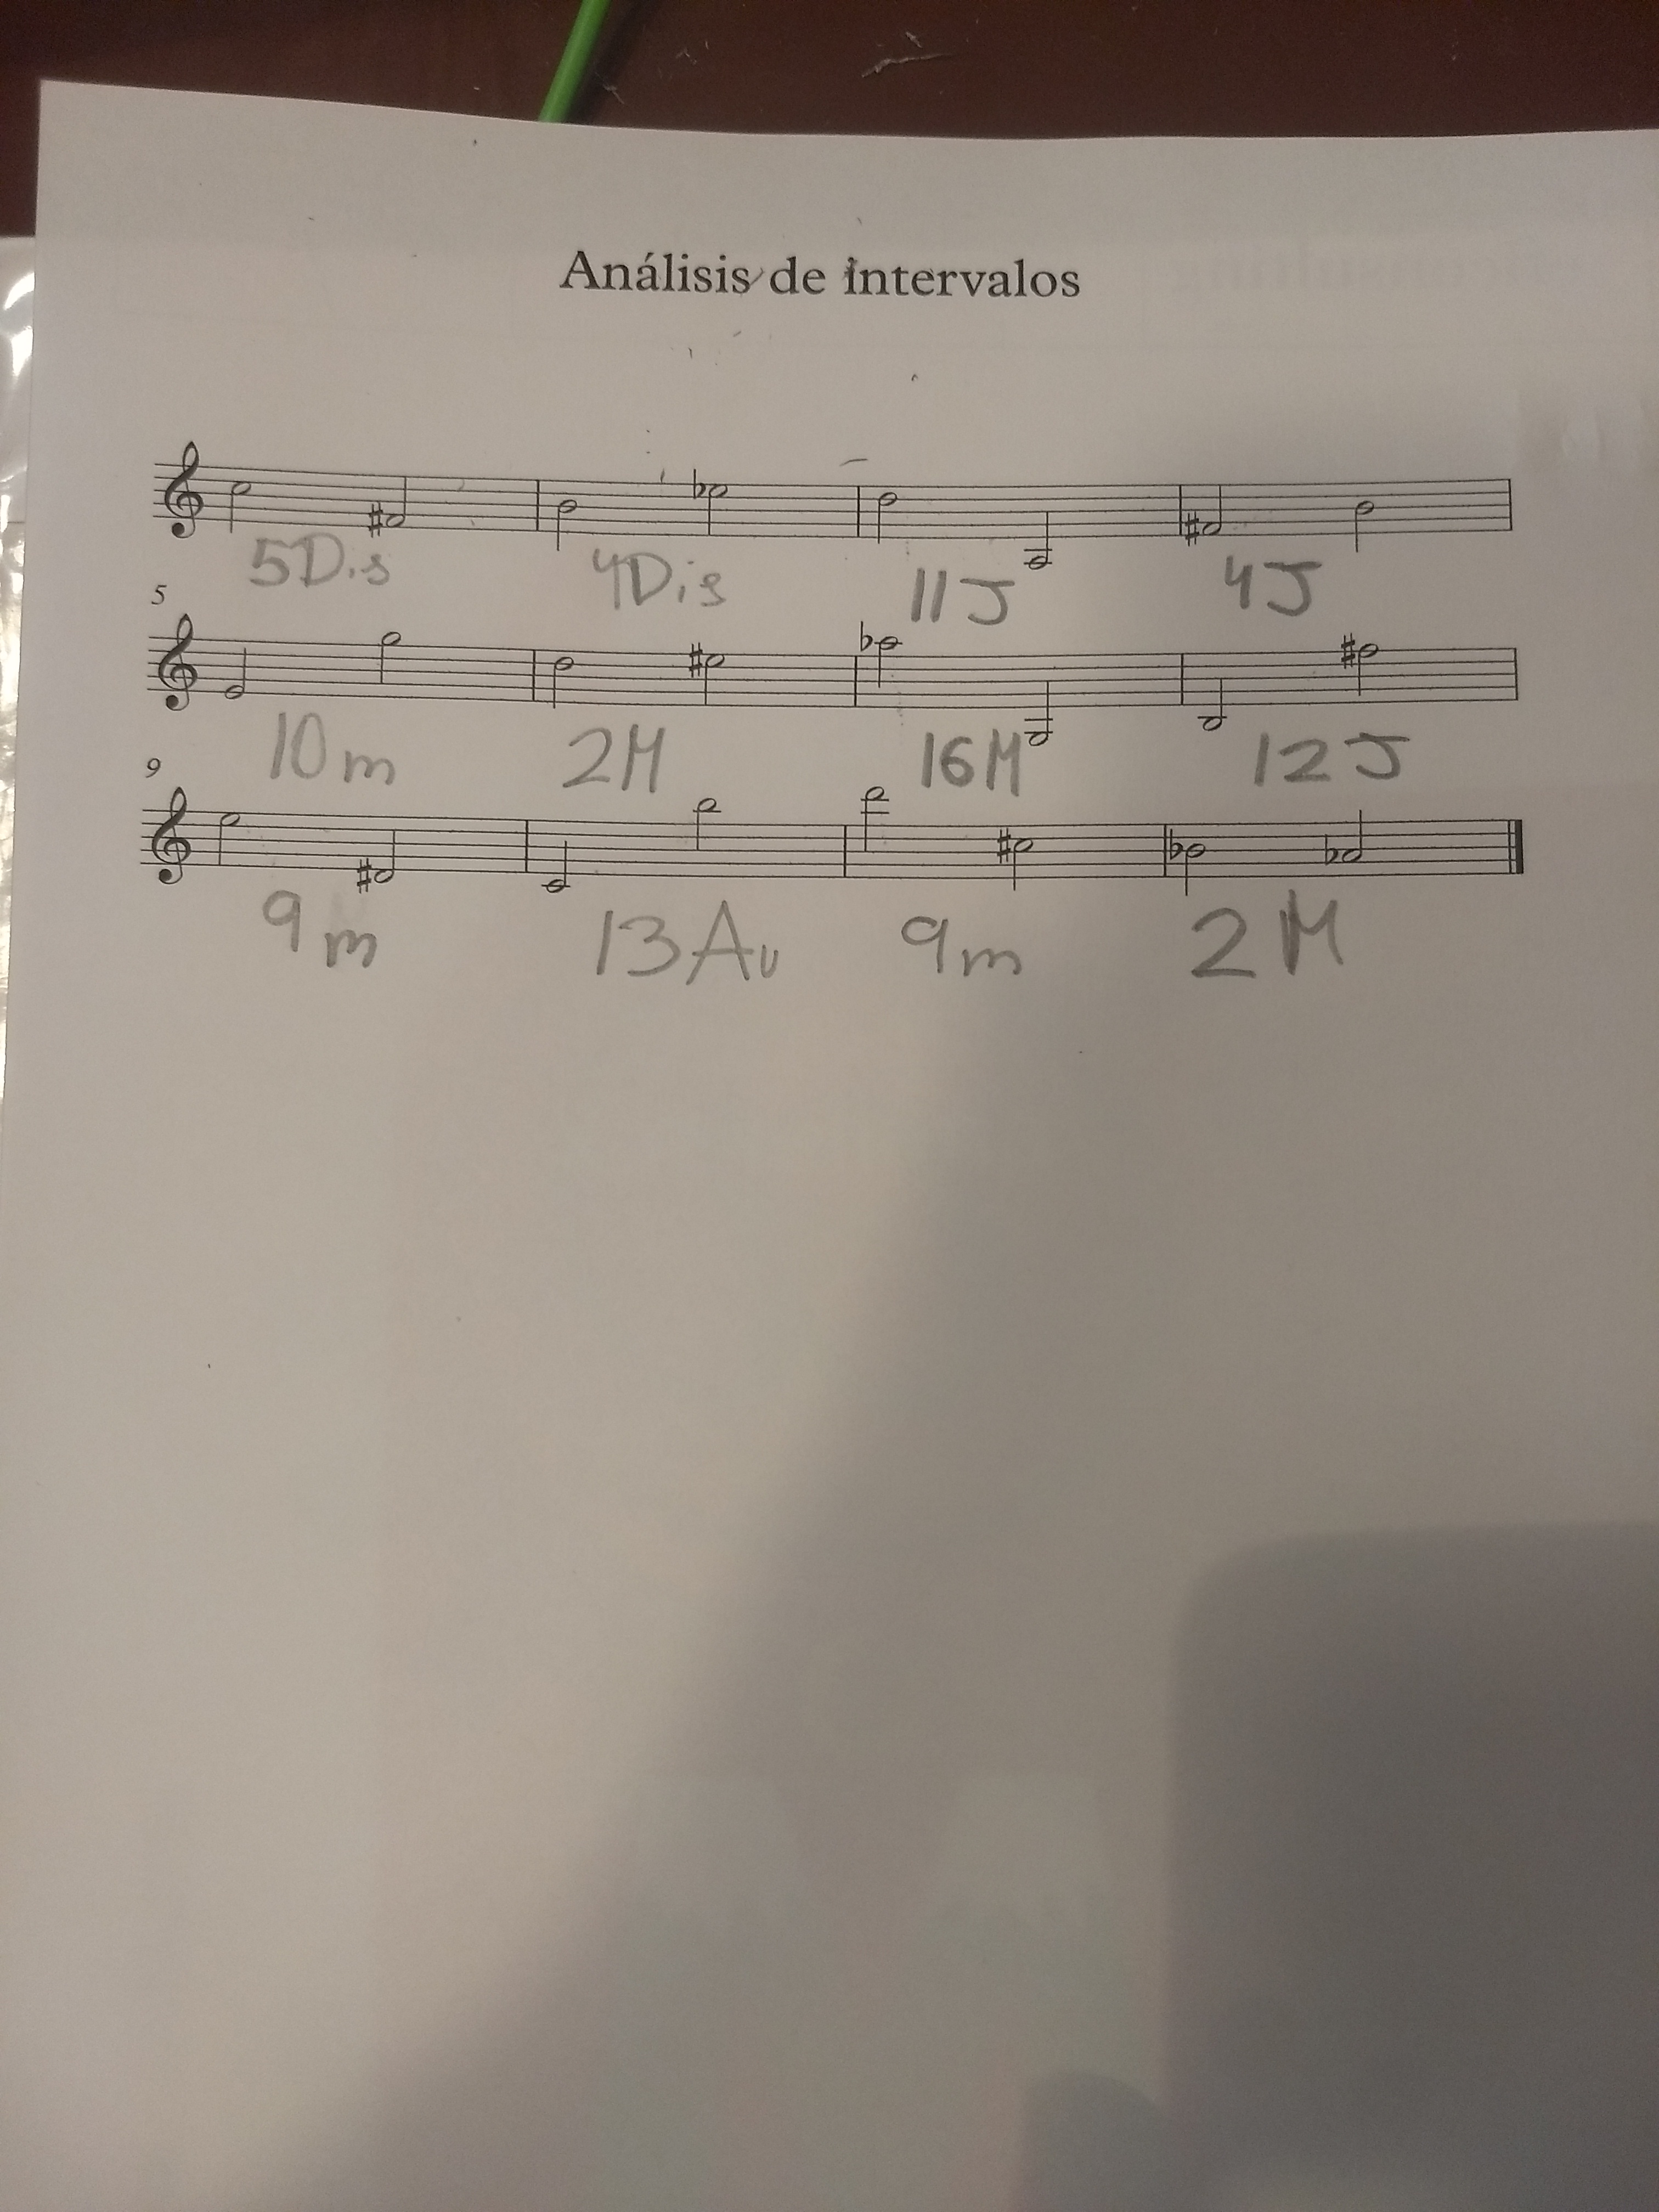 Análisis de intervalos
5Dis 4Dis 11J 4J
5
10m 2M 16M 12J
9
9m 13Au 9m 2M